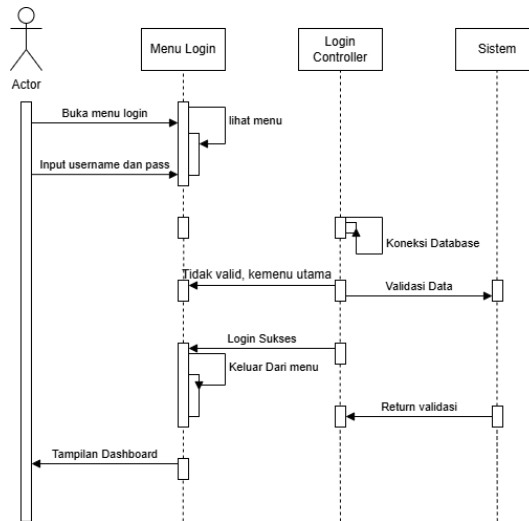 Menu Login
Login
Controller
Sistem
Actor
Buka menu login
lihat menu
Input username dan pass
Koneksi Database
Tidak valid, kemenu utama
Validasi Data
Login Sukses
Keluar Dari menu
Return validasi
Tampilan Dashboard